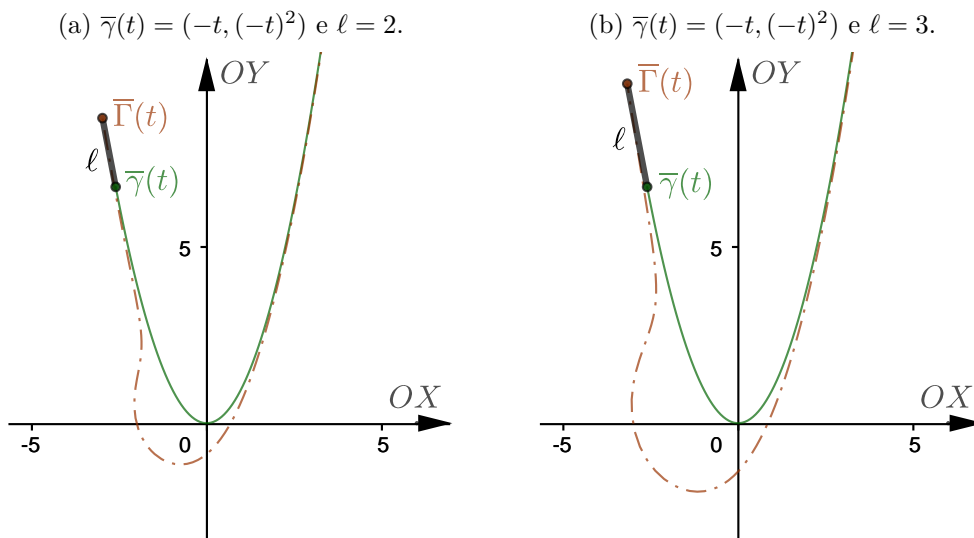 (a) γ̅(t) = (−t, (−t)²) e ℓ = 2.
OY
Γ̅(t)
ℓ
γ̅(t)
5
OX
-5
0
5
(b) γ̅(t) = (−t, (−t)²) e ℓ = 3.
Γ̅(t)
OY
ℓ
γ̅(t)
5
OX
-5
0
5